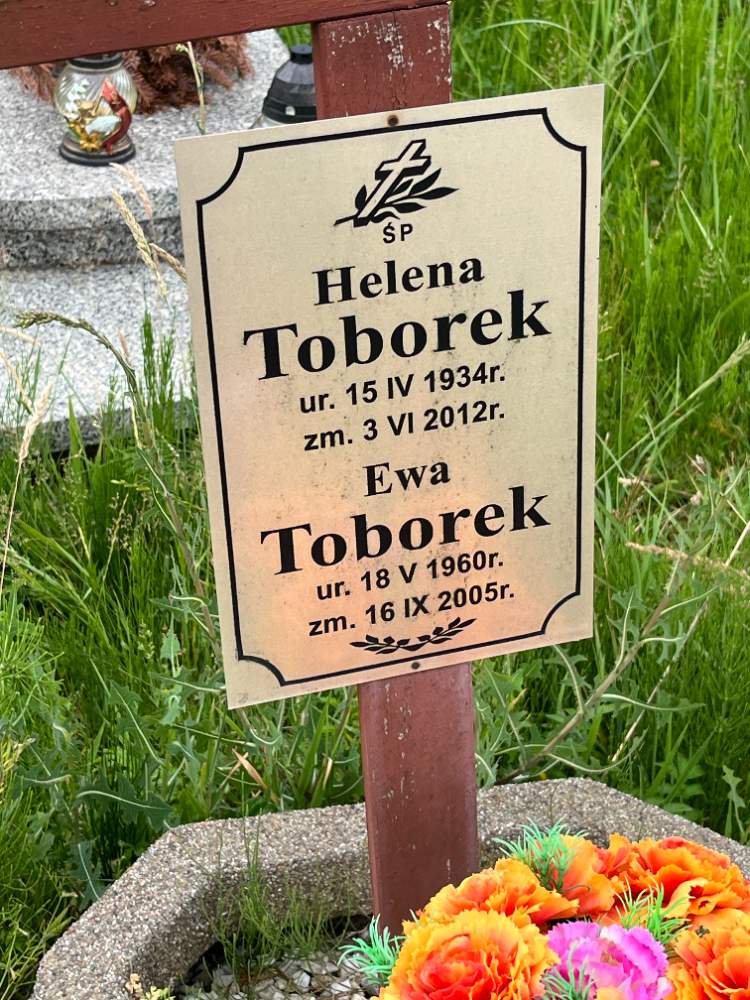 ŚP
Helena
Toborek
ur. 15 IV 1934r.
zm. 3 VI 2012r.
Ewa
Toborek
ur. 18 V 1960r.
zm. 16 IX 2005r.